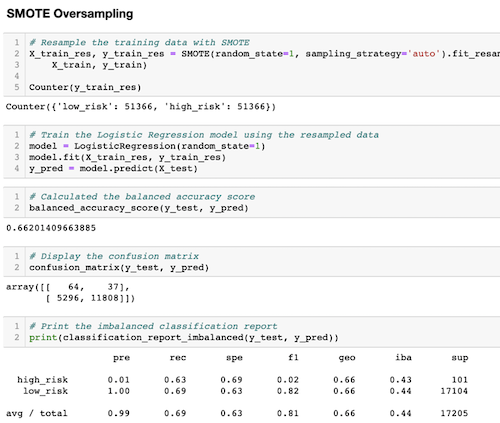 SMOTE Oversampling
1 # Resample the training data with SMOTE
2 X_train_res, y_train_res = SMOTE(random_state=1, sampling_strategy='auto').fit_resar
3     X_train, y_train)
4
5 Counter(y_train_res)
Counter({'low_risk': 51366, 'high_risk': 51366})
1 # Train the Logistic Regression model using the resampled data
2 model = LogisticRegression(random_state=1)
3 model.fit(X_train_res, y_train_res)
4 y_pred = model.predict(X_test)
1 # Calculated the balanced accuracy score
2 balanced_accuracy_score(y_test, y_pred)
0.66201409663885
1 # Display the confusion matrix
2 confusion_matrix(y_test, y_pred)
array([[   64,    37],
       [ 5296, 11808]])
1 # Print the imbalanced classification report
2 print(classification_report_imbalanced(y_test, y_pred))
pre rec spe f1 geo iba sup
high_risk 0.01 0.63 0.69 0.02 0.66 0.43 101
low_risk 1.00 0.69 0.63 0.82 0.66 0.44 17104
avg / total 0.99 0.69 0.63 0.81 0.66 0.44 17205